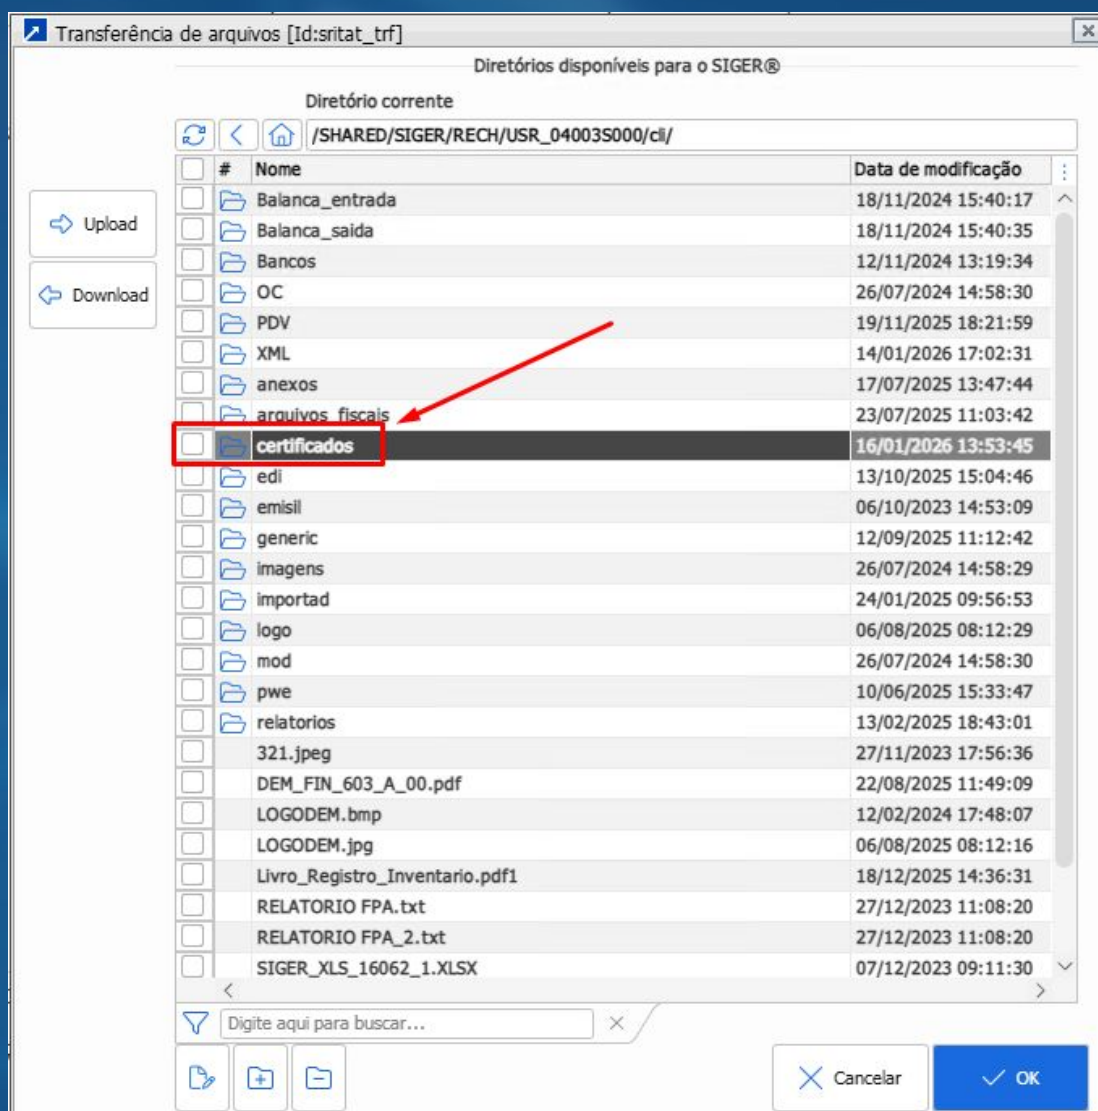 Transferência de arquivos [Id:sritat_trf]
Diretórios disponíveis para o SIGER®
Diretório corrente
/SHARED/SIGER/RECH/USR_04003S000/cli/
# Nome Data de modificação
Upload
Download
Balanca_entrada 18/11/2024 15:40:17
Balanca_saida 18/11/2024 15:40:35
Bancos 12/11/2024 13:19:34
OC 26/07/2024 14:58:30
PDV 19/11/2025 18:21:59
XML 14/01/2026 17:02:31
anexos 17/07/2025 13:47:44
arquivos_fiscais 23/07/2025 11:03:42
certificados 16/01/2026 13:53:45
edi 13/10/2025 15:04:46
emisil 06/10/2023 14:53:09
generic 12/09/2025 11:12:42
imagens 26/07/2024 14:58:29
importad 24/01/2025 09:56:53
logo 06/08/2025 08:12:29
mod 26/07/2024 14:58:30
pwe 10/06/2025 15:33:47
relatorios 13/02/2025 18:43:01
321.jpeg 27/11/2023 17:56:36
DEM_FIN_603_A_00.pdf 22/08/2025 11:49:09
LOGODEM.bmp 12/02/2024 17:48:07
LOGODEM.jpg 06/08/2025 08:12:16
Livro_Registro_Inventario.pdf1 18/12/2025 14:36:31
RELATORIO FPA.txt 27/12/2023 11:08:20
RELATORIO FPA_2.txt 27/12/2023 11:08:20
SIGER_XLS_16062_1.XLSX 07/12/2023 09:11:30
Digite aqui para buscar...
Cancelar
OK